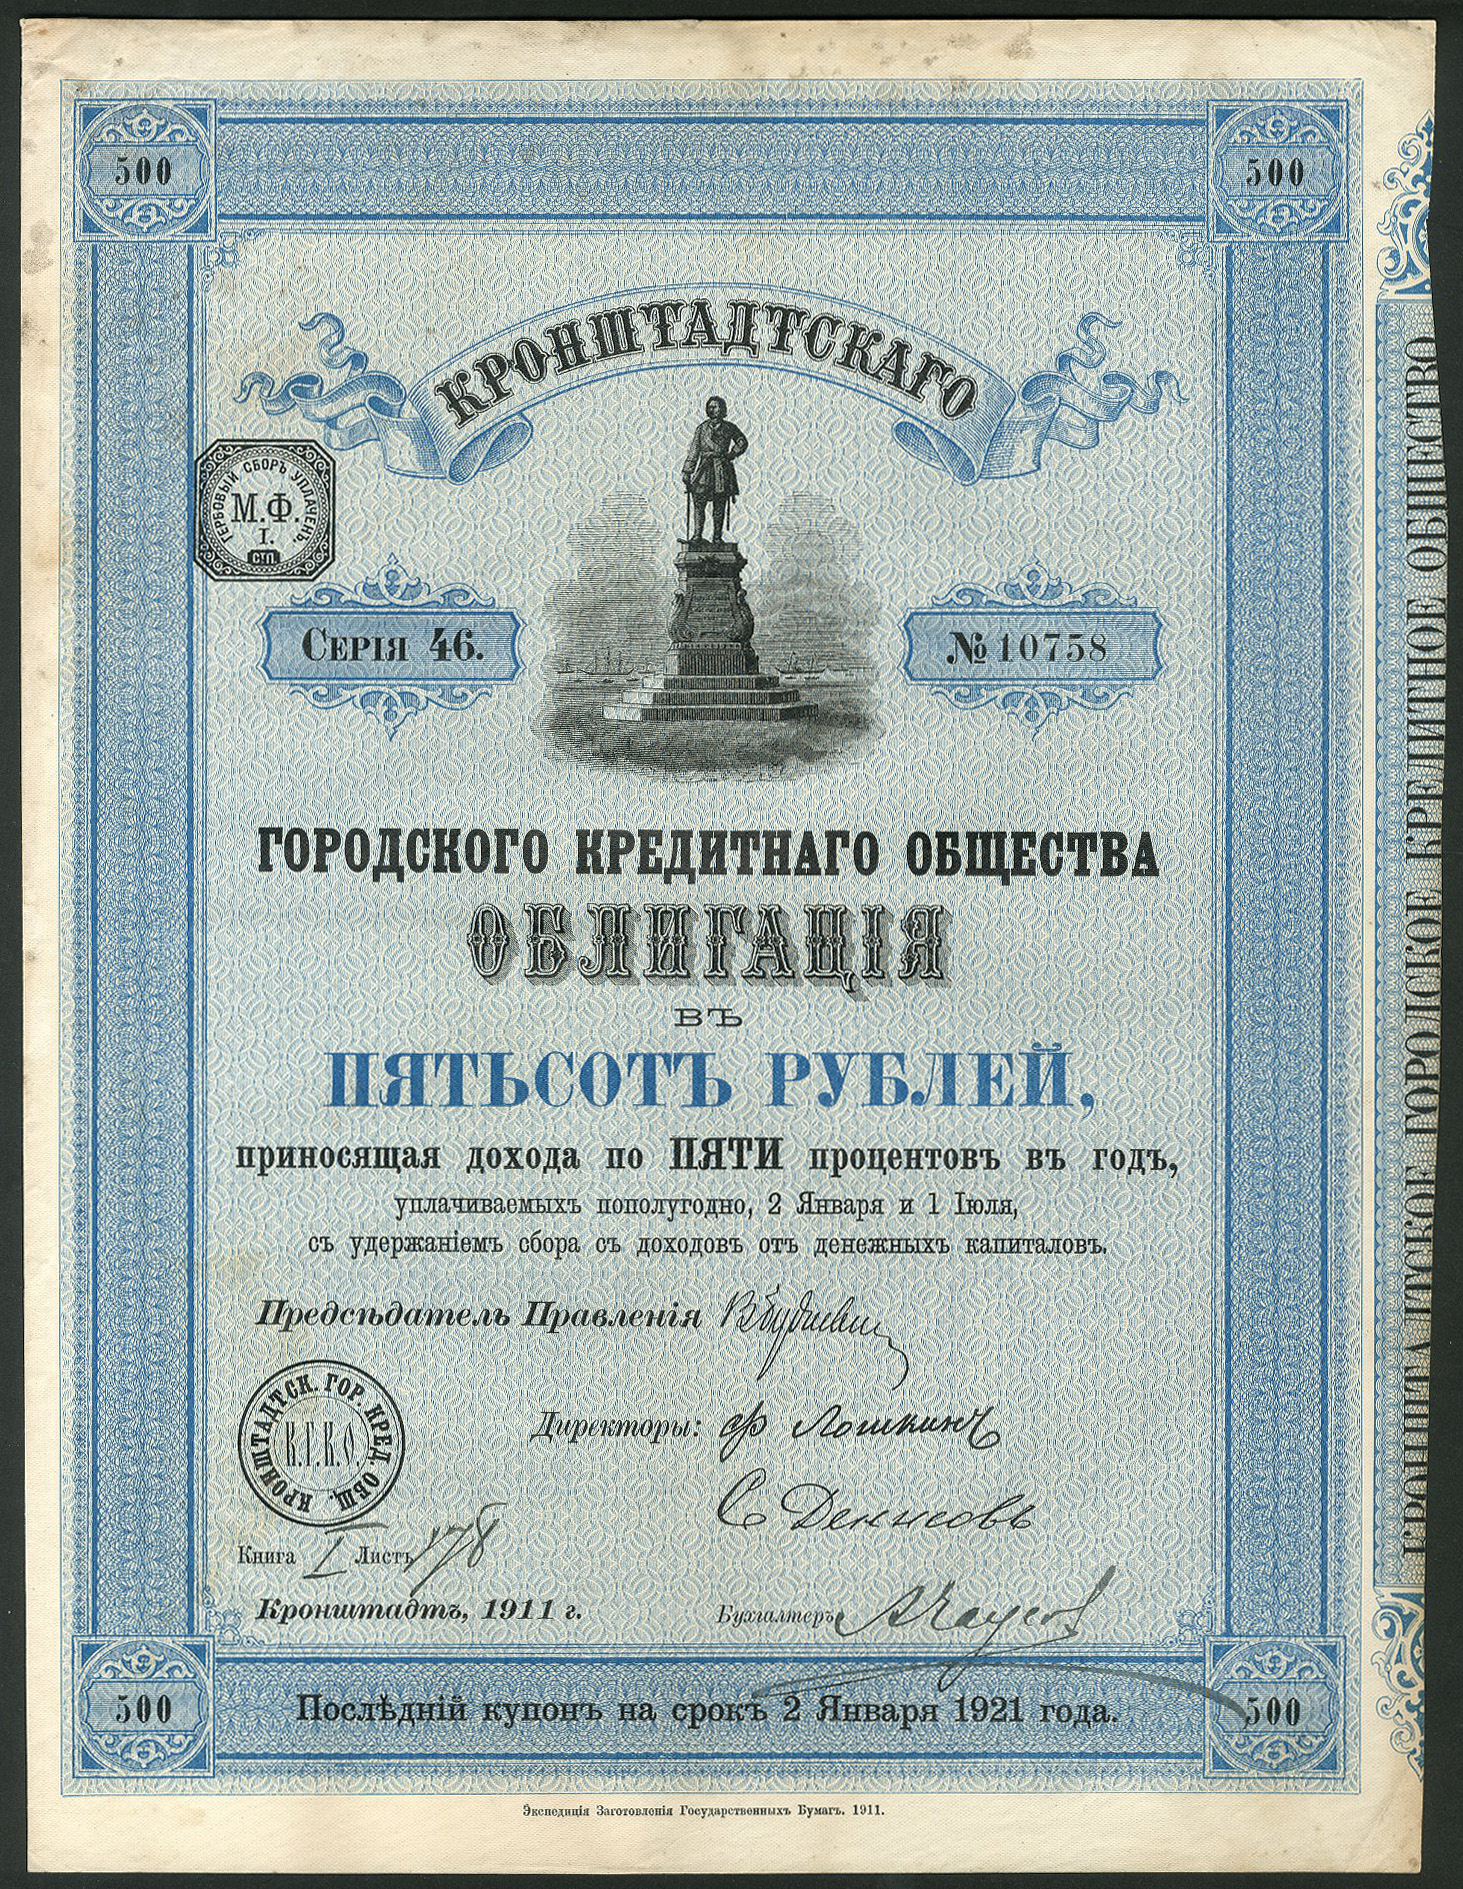 500
500
КРОНШТАДТСКАГО
ГЕРБОВЫЙ СБОРЪ УПЛАЧЕНЪ.
М.Ф.
I.
СП.
СЕРІЯ 46.
№ 10758
ГОРОДСКОГО КРЕДИТНАГО ОБЩЕСТВА
ОБЛИГАЦІЯ
ВЪ
ПЯТЬСОТЪ РУБЛЕЙ,
приносящая дохода по ПЯТИ процентовъ въ годъ,
уплачиваемыхъ пополугодно, 2 Января и 1 Іюля,
съ удержаніемъ сбора съ доходовъ отъ денежныхъ капиталовъ.
Предсѣдатель Правленія
Директоры: Ф Лошкинъ
С Денисовъ
КРОНШТАДТСК. ГОР. КРЕД. ОБЩ.
К.Г.К.О.
Книга I Листъ 178
Кронштадтъ, 1911 г.
Бухгалтеръ
500
Послѣдній купонъ на срокъ 2 Января 1921 года.
500
Экспедиція Заготовленія Государственныхъ Бумагъ. 1911.
КРОНШТАДТСКОЕ ГОРОДСКОЕ КРЕДИТНОЕ ОБЩЕСТВО